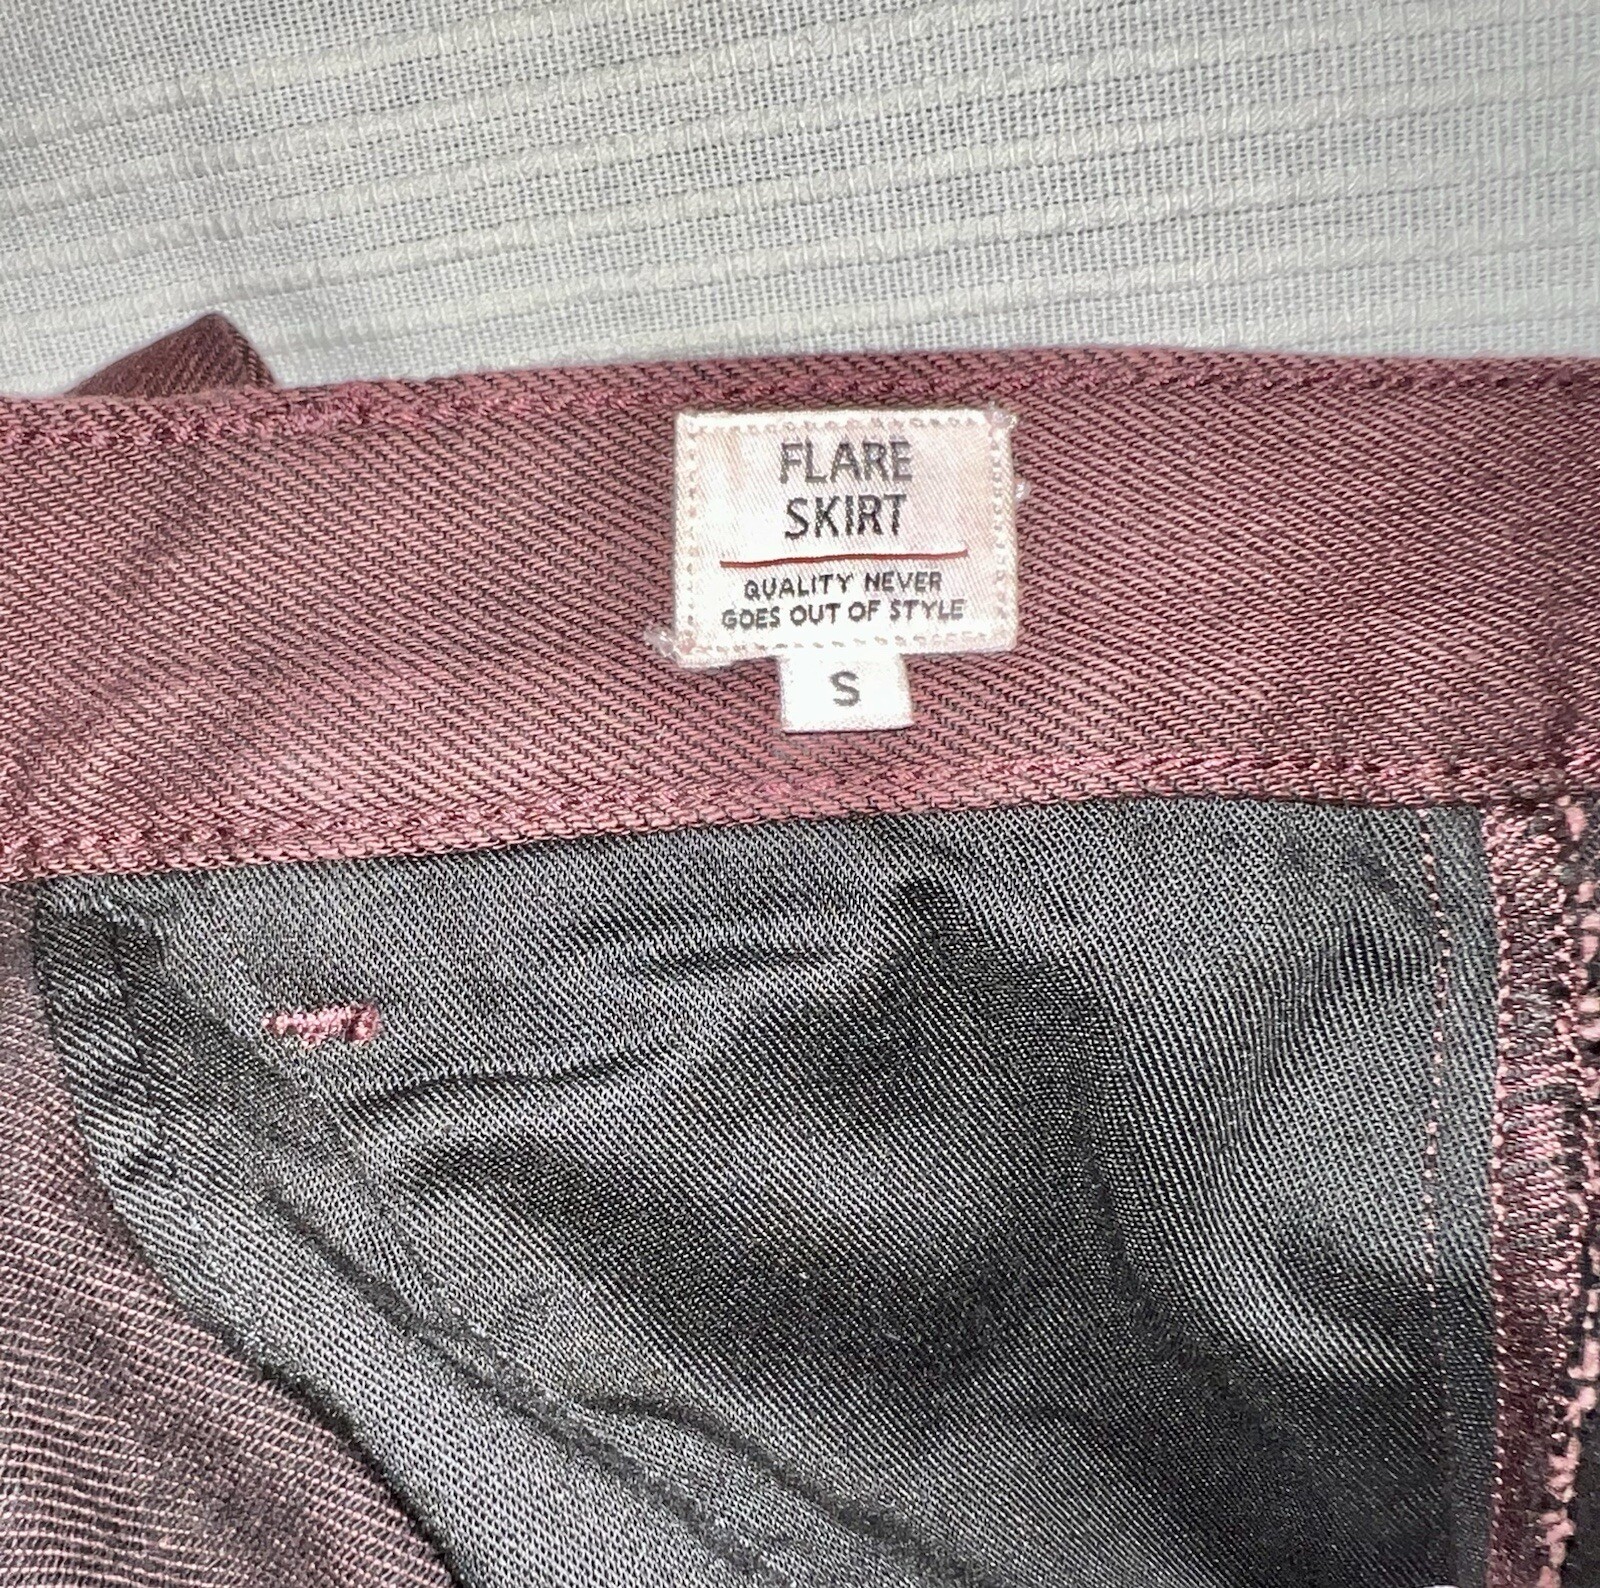 FLARE
SKIRT
QUALITY NEVER
GOES OUT OF STYLE
S